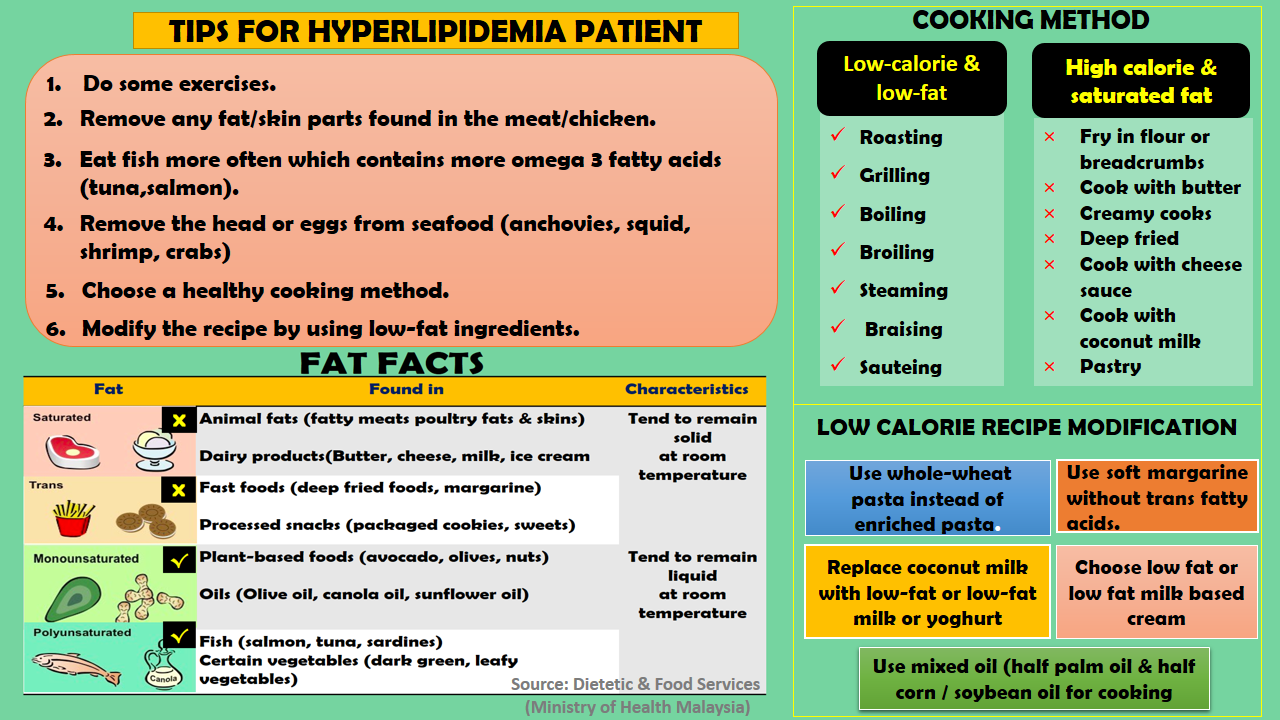 TIPS FOR HYPERLIPIDEMIA PATIENT
1. Do some exercises.
2. Remove any fat/skin parts found in the meat/chicken.
3. Eat fish more often which contains more omega 3 fatty acids
(tuna,salmon).
4. Remove the head or eggs from seafood (anchovies, squid,
shrimp, crabs)
5. Choose a healthy cooking method.
6. Modify the recipe by using low-fat ingredients.
FAT FACTS
Fat
Found in
Characteristics
Saturated
Animal fats (fatty meats poultry fats & skins)
Dairy products(Butter, cheese, milk, ice cream
Tend to remain
solid
at room
temperature
Trans
Fast foods (deep fried foods, margarine)
Processed snacks (packaged cookies, sweets)
Monounsaturated
Plant-based foods (avocado, olives, nuts)
Oils (Olive oil, canola oil, sunflower oil)
Tend to remain
liquid
at room
temperature
Polyunsaturated
Canola
Fish (salmon, tuna, sardines)
Certain vegetables (dark green, leafy
vegetables)
Source: Dietetic & Food Services
(Ministry of Health Malaysia)
COOKING METHOD
Low-calorie &
low-fat
✓ Roasting
✓ Grilling
✓ Boiling
✓ Broiling
✓ Steaming
✓ Braising
✓ Sauteing
High calorie &
saturated fat
× Fry in flour or
breadcrumbs
× Cook with butter
× Creamy cooks
× Deep fried
× Cook with cheese
sauce
× Cook with
coconut milk
× Pastry
LOW CALORIE RECIPE MODIFICATION
Use whole-wheat
pasta instead of
enriched pasta.
Use soft margarine
without trans fatty
acids.
Replace coconut milk
with low-fat or low-fat
milk or yoghurt
Choose low fat or
low fat milk based
cream
Use mixed oil (half palm oil & half
corn / soybean oil for cooking